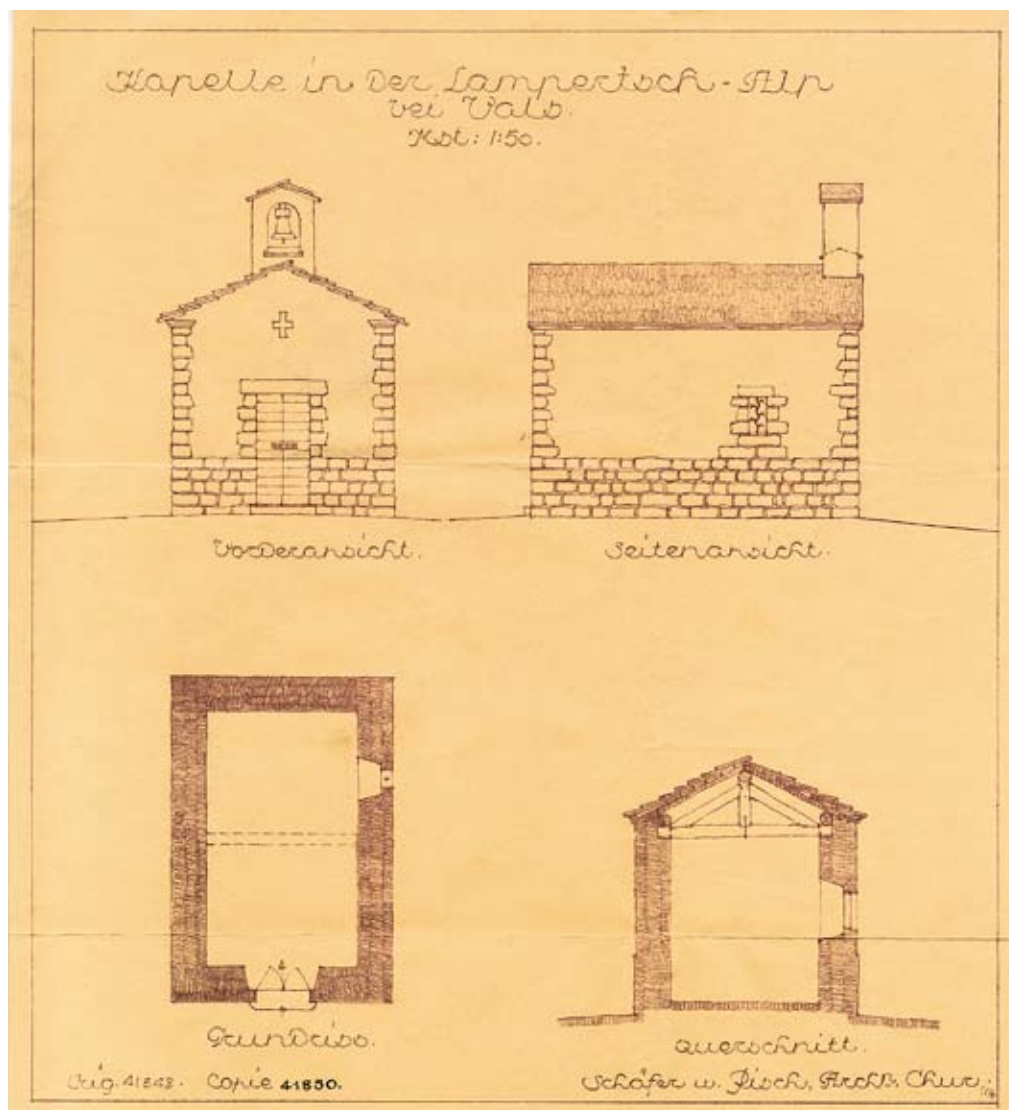 Kapelle in der Lampertsch-Alp
bei Vals.
Mst: 1:50.
Vorderansicht.
Seitenansicht.
Grundriss.
Querschnitt.
Orig. 41848. Copie 41850.
Schäfer u. Risch, Archt., Chur.